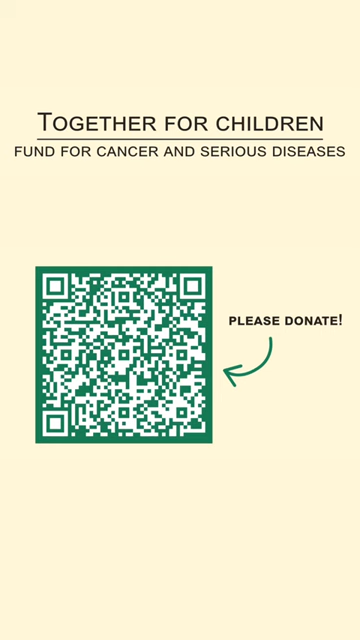 Together for children
fund for cancer and serious diseases
please donate!